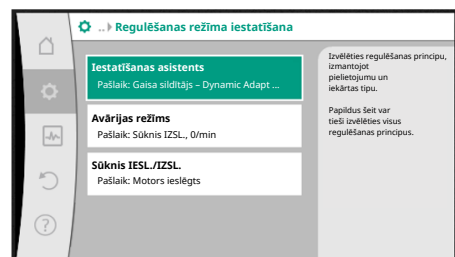 ..▶ Regulēšanas režīma iestatīšana
Iestatīšanas asistents
Pašlaik: Gaisa sildītājs – Dynamic Adapt ...
Avārijas režīms
Pašlaik: Sūknis IZSL., 0/min
Sūknis IESL./IZSL.
Pašlaik: Motors ieslēgts
Izvēlēties regulēšanas principu,
izmantojot
pielietojumu un
iekārtas tipu.
Papildus šeit var
tieši izvēlēties visus
regulēšanas principus.
?